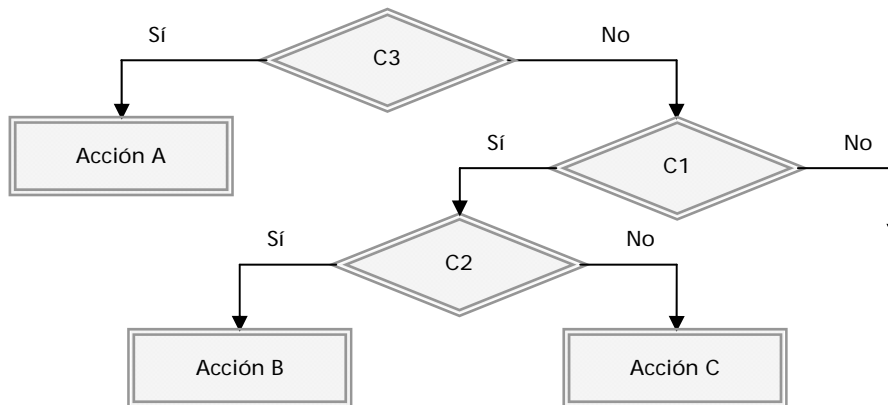 C3
Sí
No
Acción A
C1
Sí
No
C2
Sí
No
Acción B
Acción C